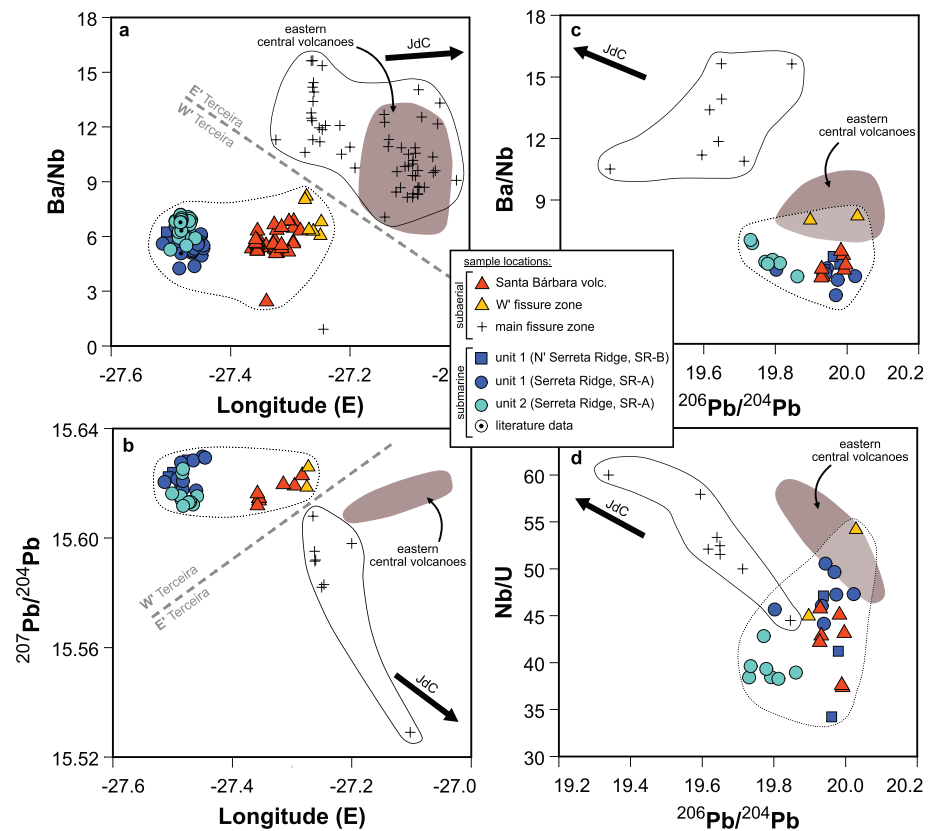 a
18
15
12
9
6
3
0
Ba/Nb
-27.6
-27.4
-27.2
-27.0
Longitude (E)
eastern
central volcanoes
JdC
E' Terceira
W' Terceira
c
18
15
12
9
Ba/Nb
19.6
19.8
20.0
20.2
206Pb/204Pb
JdC
eastern
central volcanoes
sample locations:
subaerial
Santa Bárbara volc.
W' fissure zone
main fissure zone
submarine
unit 1 (N' Serreta Ridge, SR-B)
unit 1 (Serreta Ridge, SR-A)
unit 2 (Serreta Ridge, SR-A)
literature data
b
15.64
15.60
15.56
15.52
207Pb/204Pb
-27.6
-27.4
-27.2
-27.0
Longitude (E)
W' Terceira
E' Terceira
eastern
central volcanoes
JdC
d
60
55
50
45
40
35
30
Nb/U
19.2
19.4
19.6
19.8
20.0
20.2
206Pb/204Pb
JdC
eastern
central volcanoes